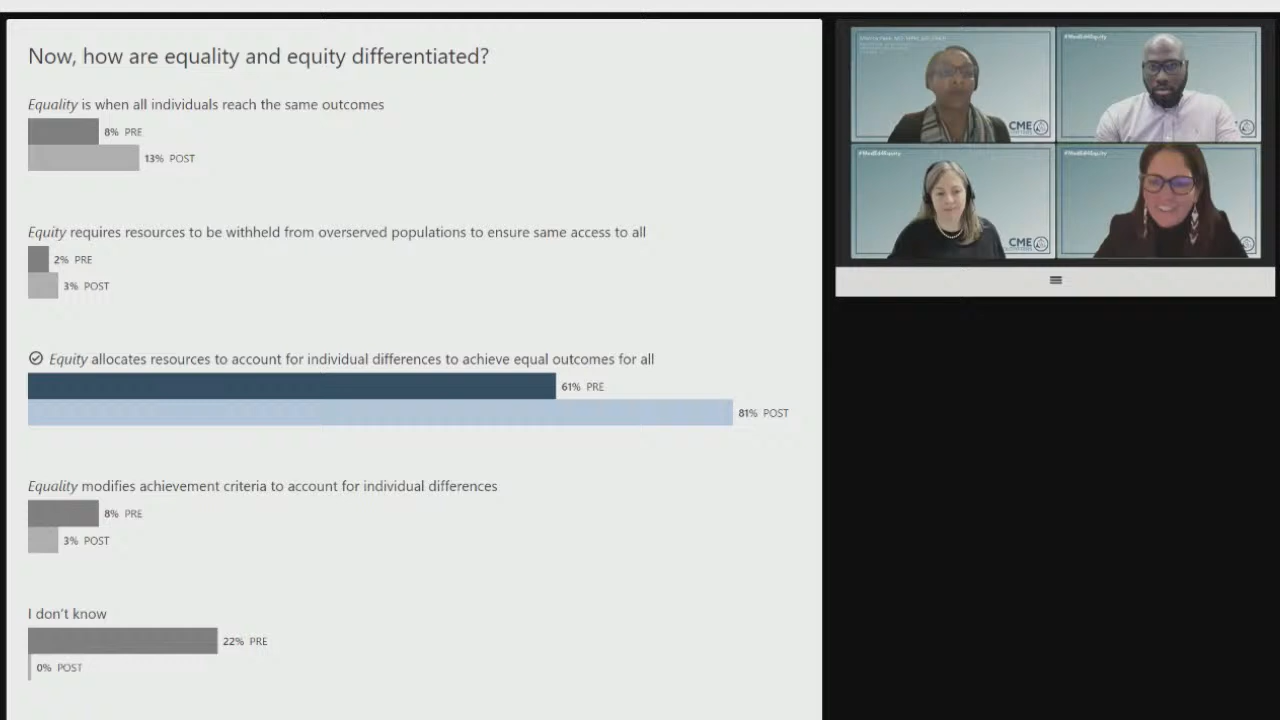 Now, how are equality and equity differentiated?
Equality is when all individuals reach the same outcomes
8% PRE
13% POST
Equity requires resources to be withheld from overserved populations to ensure same access to all
2% PRE
3% POST
Equity allocates resources to account for individual differences to achieve equal outcomes for all
61% PRE
81% POST
Equality modifies achievement criteria to account for individual differences
8% PRE
3% POST
I don't know
22% PRE
0% POST
CME
#MedEd4Equity
#MedEd4Equity
CME
#MedEd4Equity